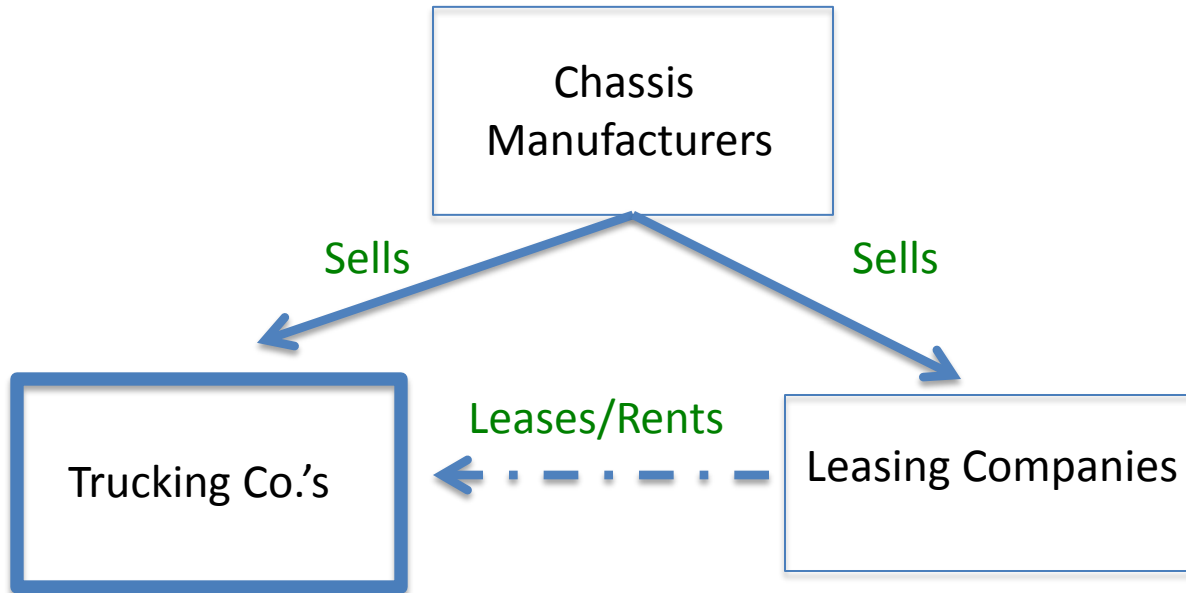 Chassis
Manufacturers
Sells
Sells
Leases/Rents
Trucking Co.’s
Leasing Companies